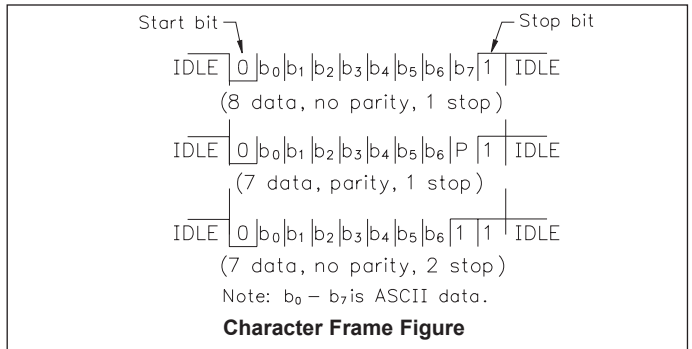 Start bit Stop bit
IDLE 0 b₀ b₁ b₂ b₃ b₄ b₅ b₆ b₇ 1 IDLE
(8 data, no parity, 1 stop)
IDLE 0 b₀ b₁ b₂ b₃ b₄ b₅ b₆ P 1 IDLE
(7 data, parity, 1 stop)
IDLE 0 b₀ b₁ b₂ b₃ b₄ b₅ b₆ 1 1 IDLE
(7 data, no parity, 2 stop)
Note: b₀ – b₇ is ASCII data.
Character Frame Figure